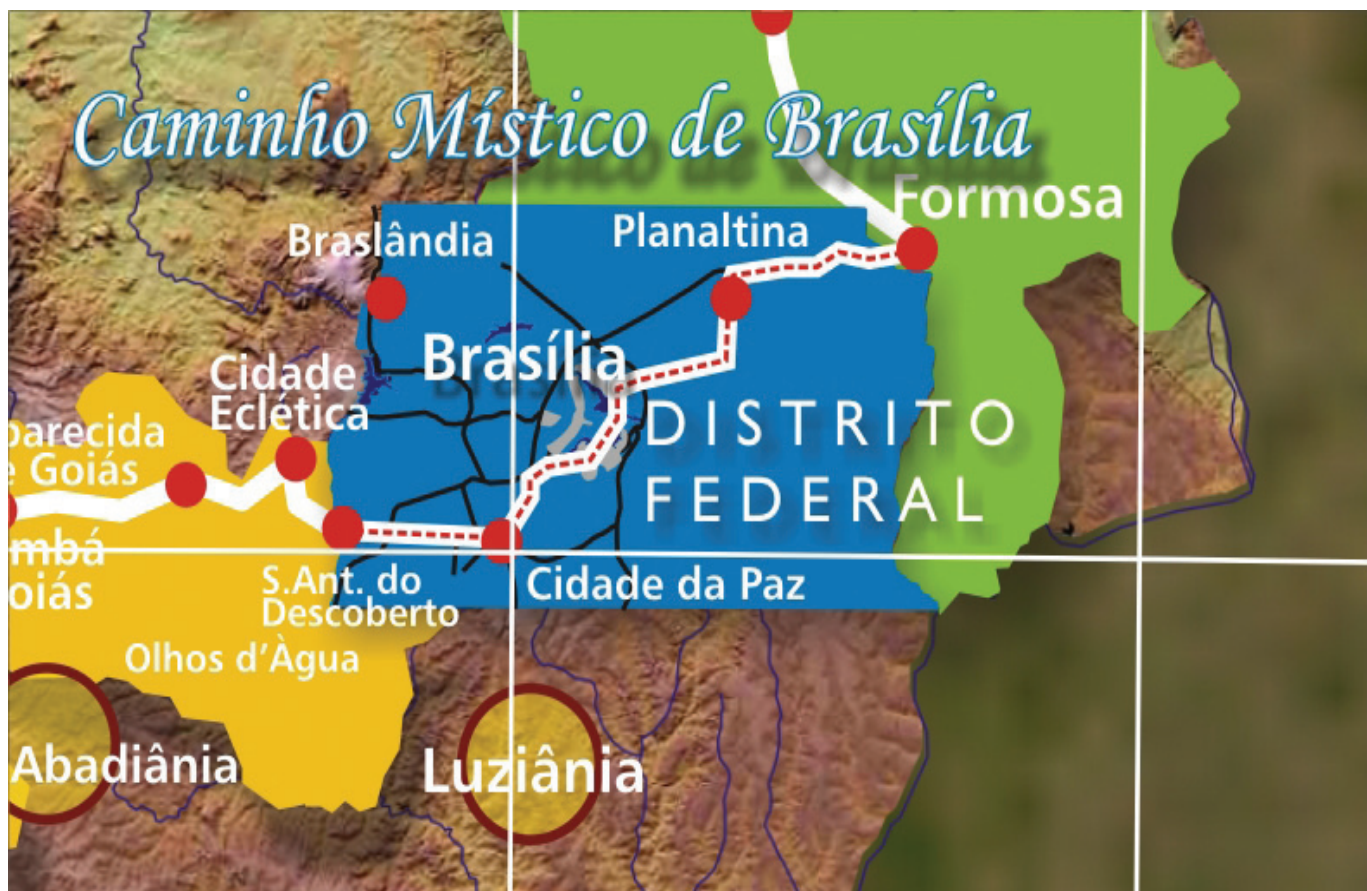 Caminho Místico de Brasília
Formosa
Planaltina
Braslândia
Brasília
Cidade
Eclética
DISTRITO
FEDERAL
Goiás
S.Ant. do
Descoberto
Cidade da Paz
Olhos d'Àgua
Abadiânia
Luziânia